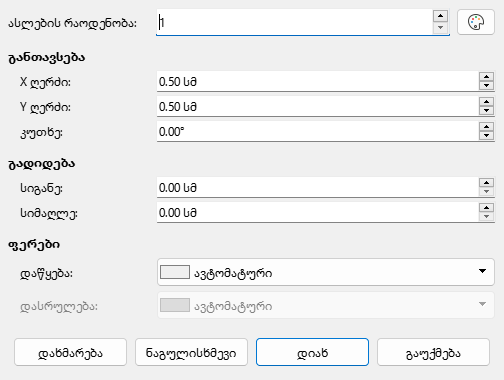 ასლების რაოდენობა: 1
განთავსება
X ღერძი: 0.50 სმ
Y ღერძი: 0.50 სმ
კუთხე: 0.00°
გადიდება
სიგანე: 0.00 სმ
სიმაღლე: 0.00 სმ
ფერები
დაწყება: ავტომატური
დასრულება: ავტომატური
დახმარება ნაგულისხმევი დიახ გაუქმება